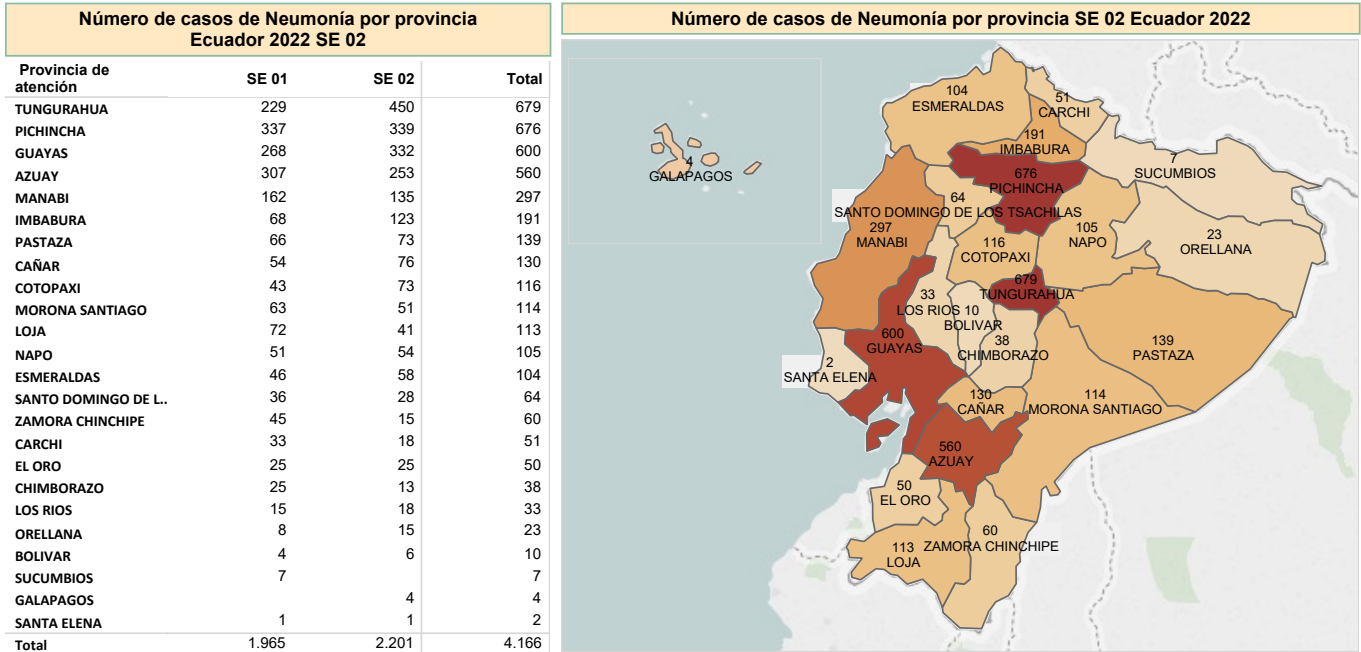 Número de casos de Neumonía por provincia
Ecuador 2022 SE 02
Provincia de
atención SE 01 SE 02 Total
TUNGURAHUA 229 450 679
PICHINCHA 337 339 676
GUAYAS 268 332 600
AZUAY 307 253 560
MANABI 162 135 297
IMBABURA 68 123 191
PASTAZA 66 73 139
CAÑAR 54 76 130
COTOPAXI 43 73 116
MORONA SANTIAGO 63 51 114
LOJA 72 41 113
NAPO 51 54 105
ESMERALDAS 46 58 104
SANTO DOMINGO DE L.. 36 28 64
ZAMORA CHINCHIPE 45 15 60
CARCHI 33 18 51
EL ORO 25 25 50
CHIMBORAZO 25 13 38
LOS RIOS 15 18 33
ORELLANA 8 15 23
BOLIVAR 4 6 10
SUCUMBIOS 7 7
GALAPAGOS 4 4
SANTA ELENA 1 1 2
Total 1.965 2.201 4.166
Número de casos de Neumonía por provincia SE 02 Ecuador 2022
104
ESMERALDAS
51
CARCHI
191
IMBABURA
7
SUCUMBIOS
4
GALAPAGOS
676
PICHINCHA
64
SANTO DOMINGO DE LOS TSACHILAS
297
MANABI
116
COTOPAXI
105
NAPO
23
ORELLANA
679
TUNGURAHUA
33
LOS RIOS
10
BOLIVAR
600
GUAYAS
38
CHIMBORAZO
139
PASTAZA
2
SANTA ELENA
130
CAÑAR
114
MORONA SANTIAGO
560
AZUAY
50
EL ORO
60
ZAMORA CHINCHIPE
113
LOJA